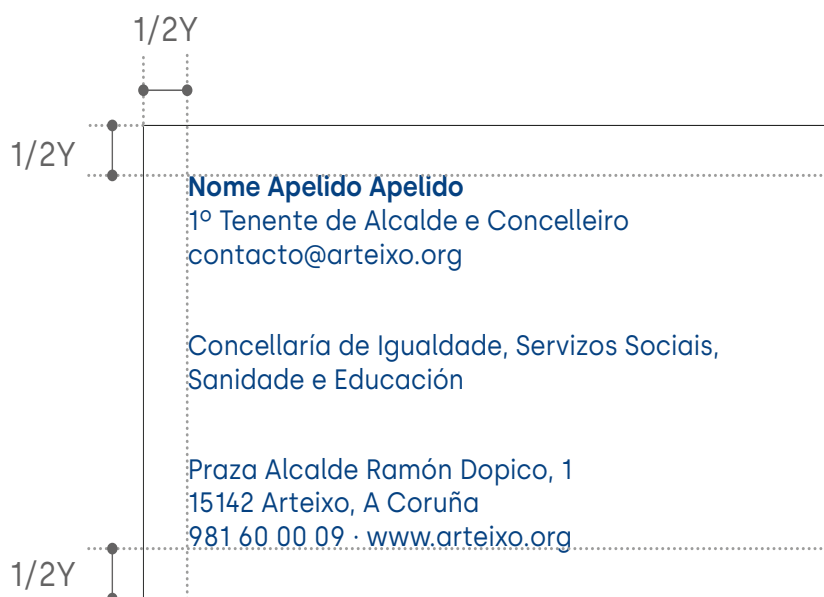 1/2Y
1/2Y
Nome Apelido Apelido
1º Tenente de Alcalde e Concelleiro
contacto@arteixo.org
Concellaría de Igualdade, Servizos Sociais,
Sanidade e Educación
Praza Alcalde Ramón Dopico, 1
15142 Arteixo, A Coruña
981 60 00 09 · www.arteixo.org
1/2Y